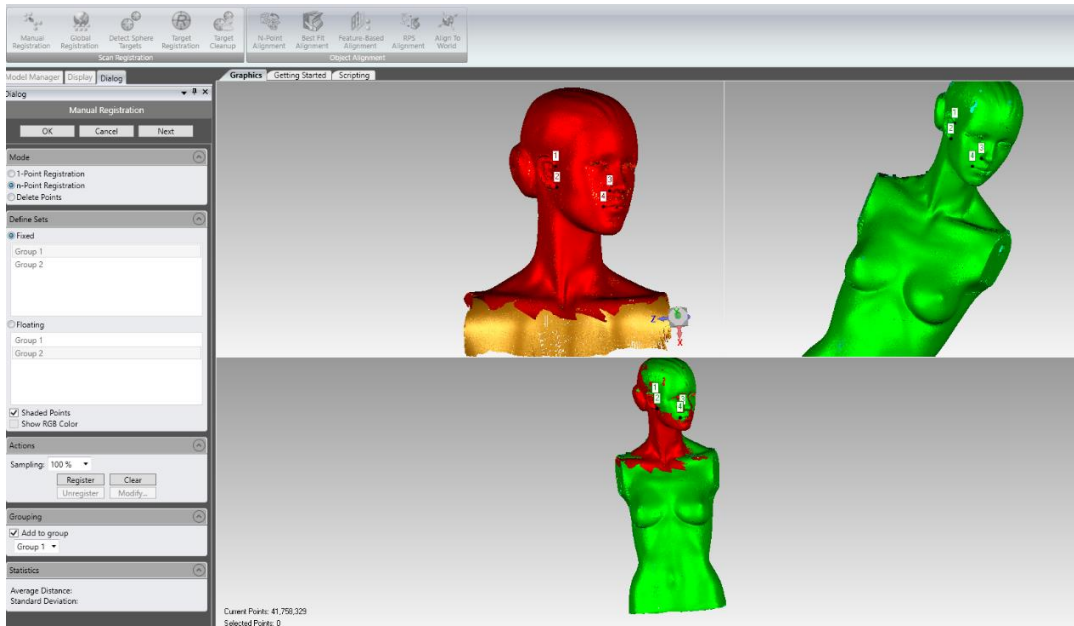 Manual Registration
Global Registration
Detect Sphere Targets
Target Registration
Target Cleanup
N-Point Alignment
Best Fit Alignment
Feature-Based Alignment
RPS Alignment
Align To World
Scan Registration
Object Alignment
Model Manager Display Dialog
Graphics Getting Started Scripting
Dialog
Manual Registration
OK Cancel Next
Mode
1-Point Registration
n-Point Registration
Delete Points
Define Sets
Fixed
Group 1
Group 2
Floating
Group 1
Group 2
Shaded Points
Show RGB Color
Actions
Sampling: 100 %
Register Clear
Unregister Modify...
Grouping
Add to group
Group 1
Statistics
Average Distance:
Standard Deviation:
1
2
3
4
Z
X
1
2
3
4
1
2
3
4
Current Points: 41,758,329
Selected Points: 0